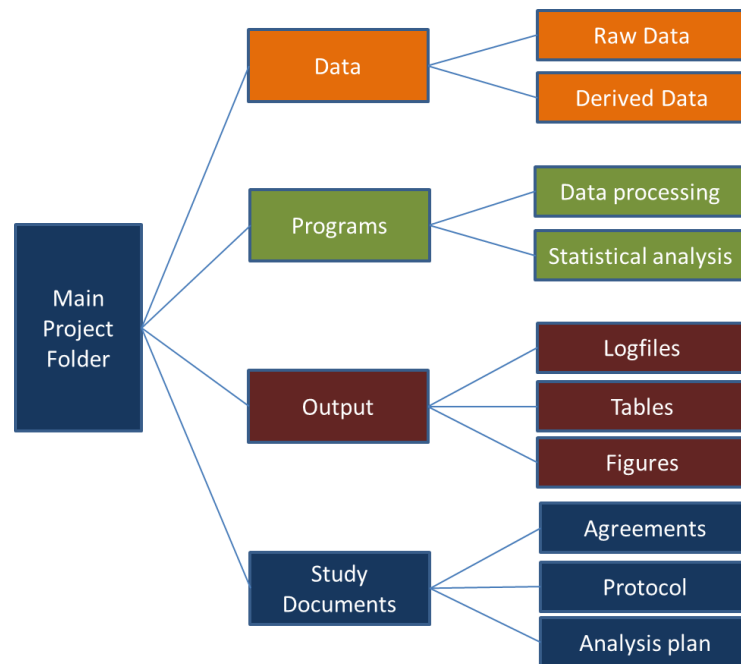 Main
Project
Folder
Data
Raw Data
Derived Data
Programs
Data processing
Statistical analysis
Output
Logfiles
Tables
Figures
Study
Documents
Agreements
Protocol
Analysis plan